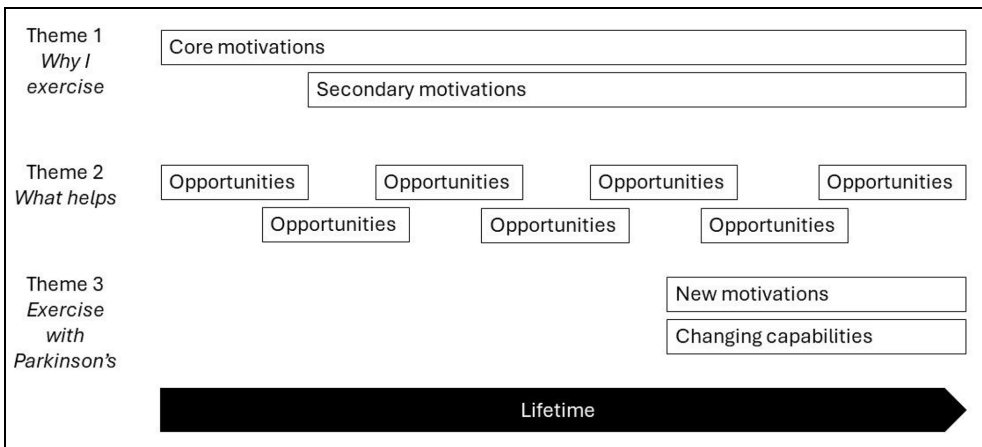 Theme 1
Why I
exercise
Core motivations
Secondary motivations
Theme 2
What helps
Opportunities
Opportunities
Opportunities
Opportunities
Opportunities
Opportunities
Opportunities
Theme 3
Exercise
with
Parkinson’s
New motivations
Changing capabilities
Lifetime